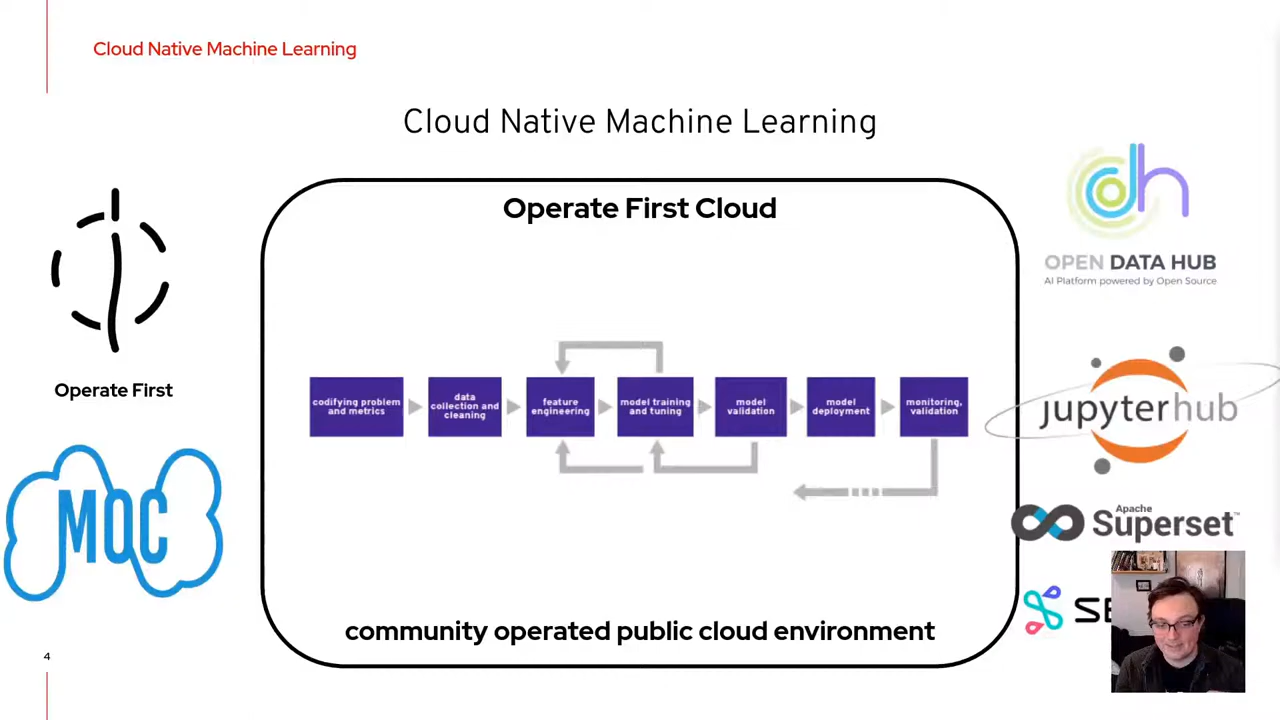 Cloud Native Machine Learning
Cloud Native Machine Learning
Operate First Cloud
Operate First
MOC
codifying problem
and metrics
data
collection and
cleaning
feature
engineering
model training
and tuning
model
validation
model
deployment
monitoring,
validation
community operated public cloud environment
OPEN DATA HUB
AI Platform powered by Open Source
jupyterhub
Apache
Superset™
4